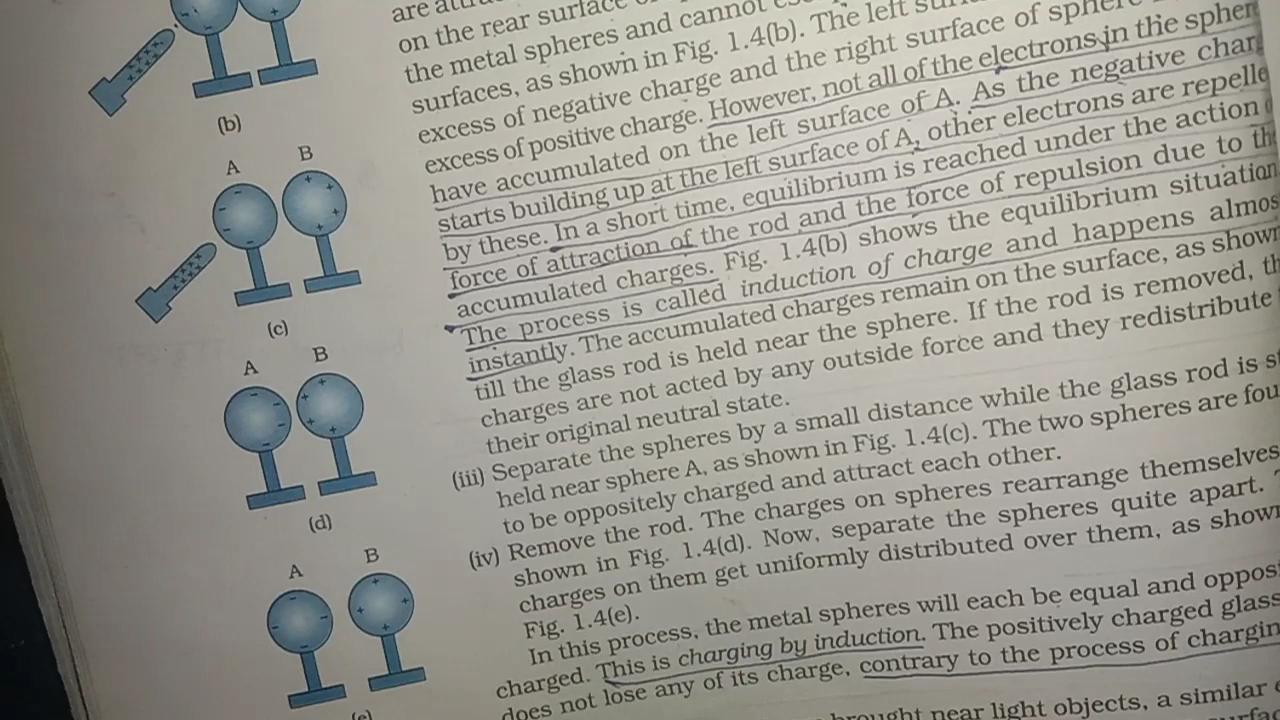 are
on the rear surface
the metal spheres and cannot
surfaces, as shown in Fig. 1.4(b). The left
excess of negative charge and the right surface of
excess of positive charge. However, not all of the electrons in the
have accumulated on the left surface of A. As the negative
starts building up at the left surface of A, other electrons are
by these. In a short time, equilibrium is reached under the action
force of attraction of the rod and the force of repulsion due to
accumulated charges. Fig. 1.4(b) shows the equilibrium
The process is called induction of charge and happens
instantly. The accumulated charges remain on the surface, as
till the glass rod is held near the sphere. If the rod is removed,
charges are not acted by any outside force and they redistribute
their original neutral state.
(iii) Separate the spheres by a small distance while the glass rod is
held near sphere A, as shown in Fig. 1.4(c). The two spheres are
to be oppositely charged and attract each other.
(iv) Remove the rod. The charges on spheres rearrange themselves
shown in Fig. 1.4(d). Now, separate the spheres quite apart.
charges on them get uniformly distributed over them, as
Fig. 1.4(e).
In this process, the metal spheres will each be equal and
charged. This is charging by induction. The positively charged glass
does not lose any of its charge, contrary to the process of
brought near light objects, a similar
(b)
A B
(c)
A B
(d)
A B
(e)